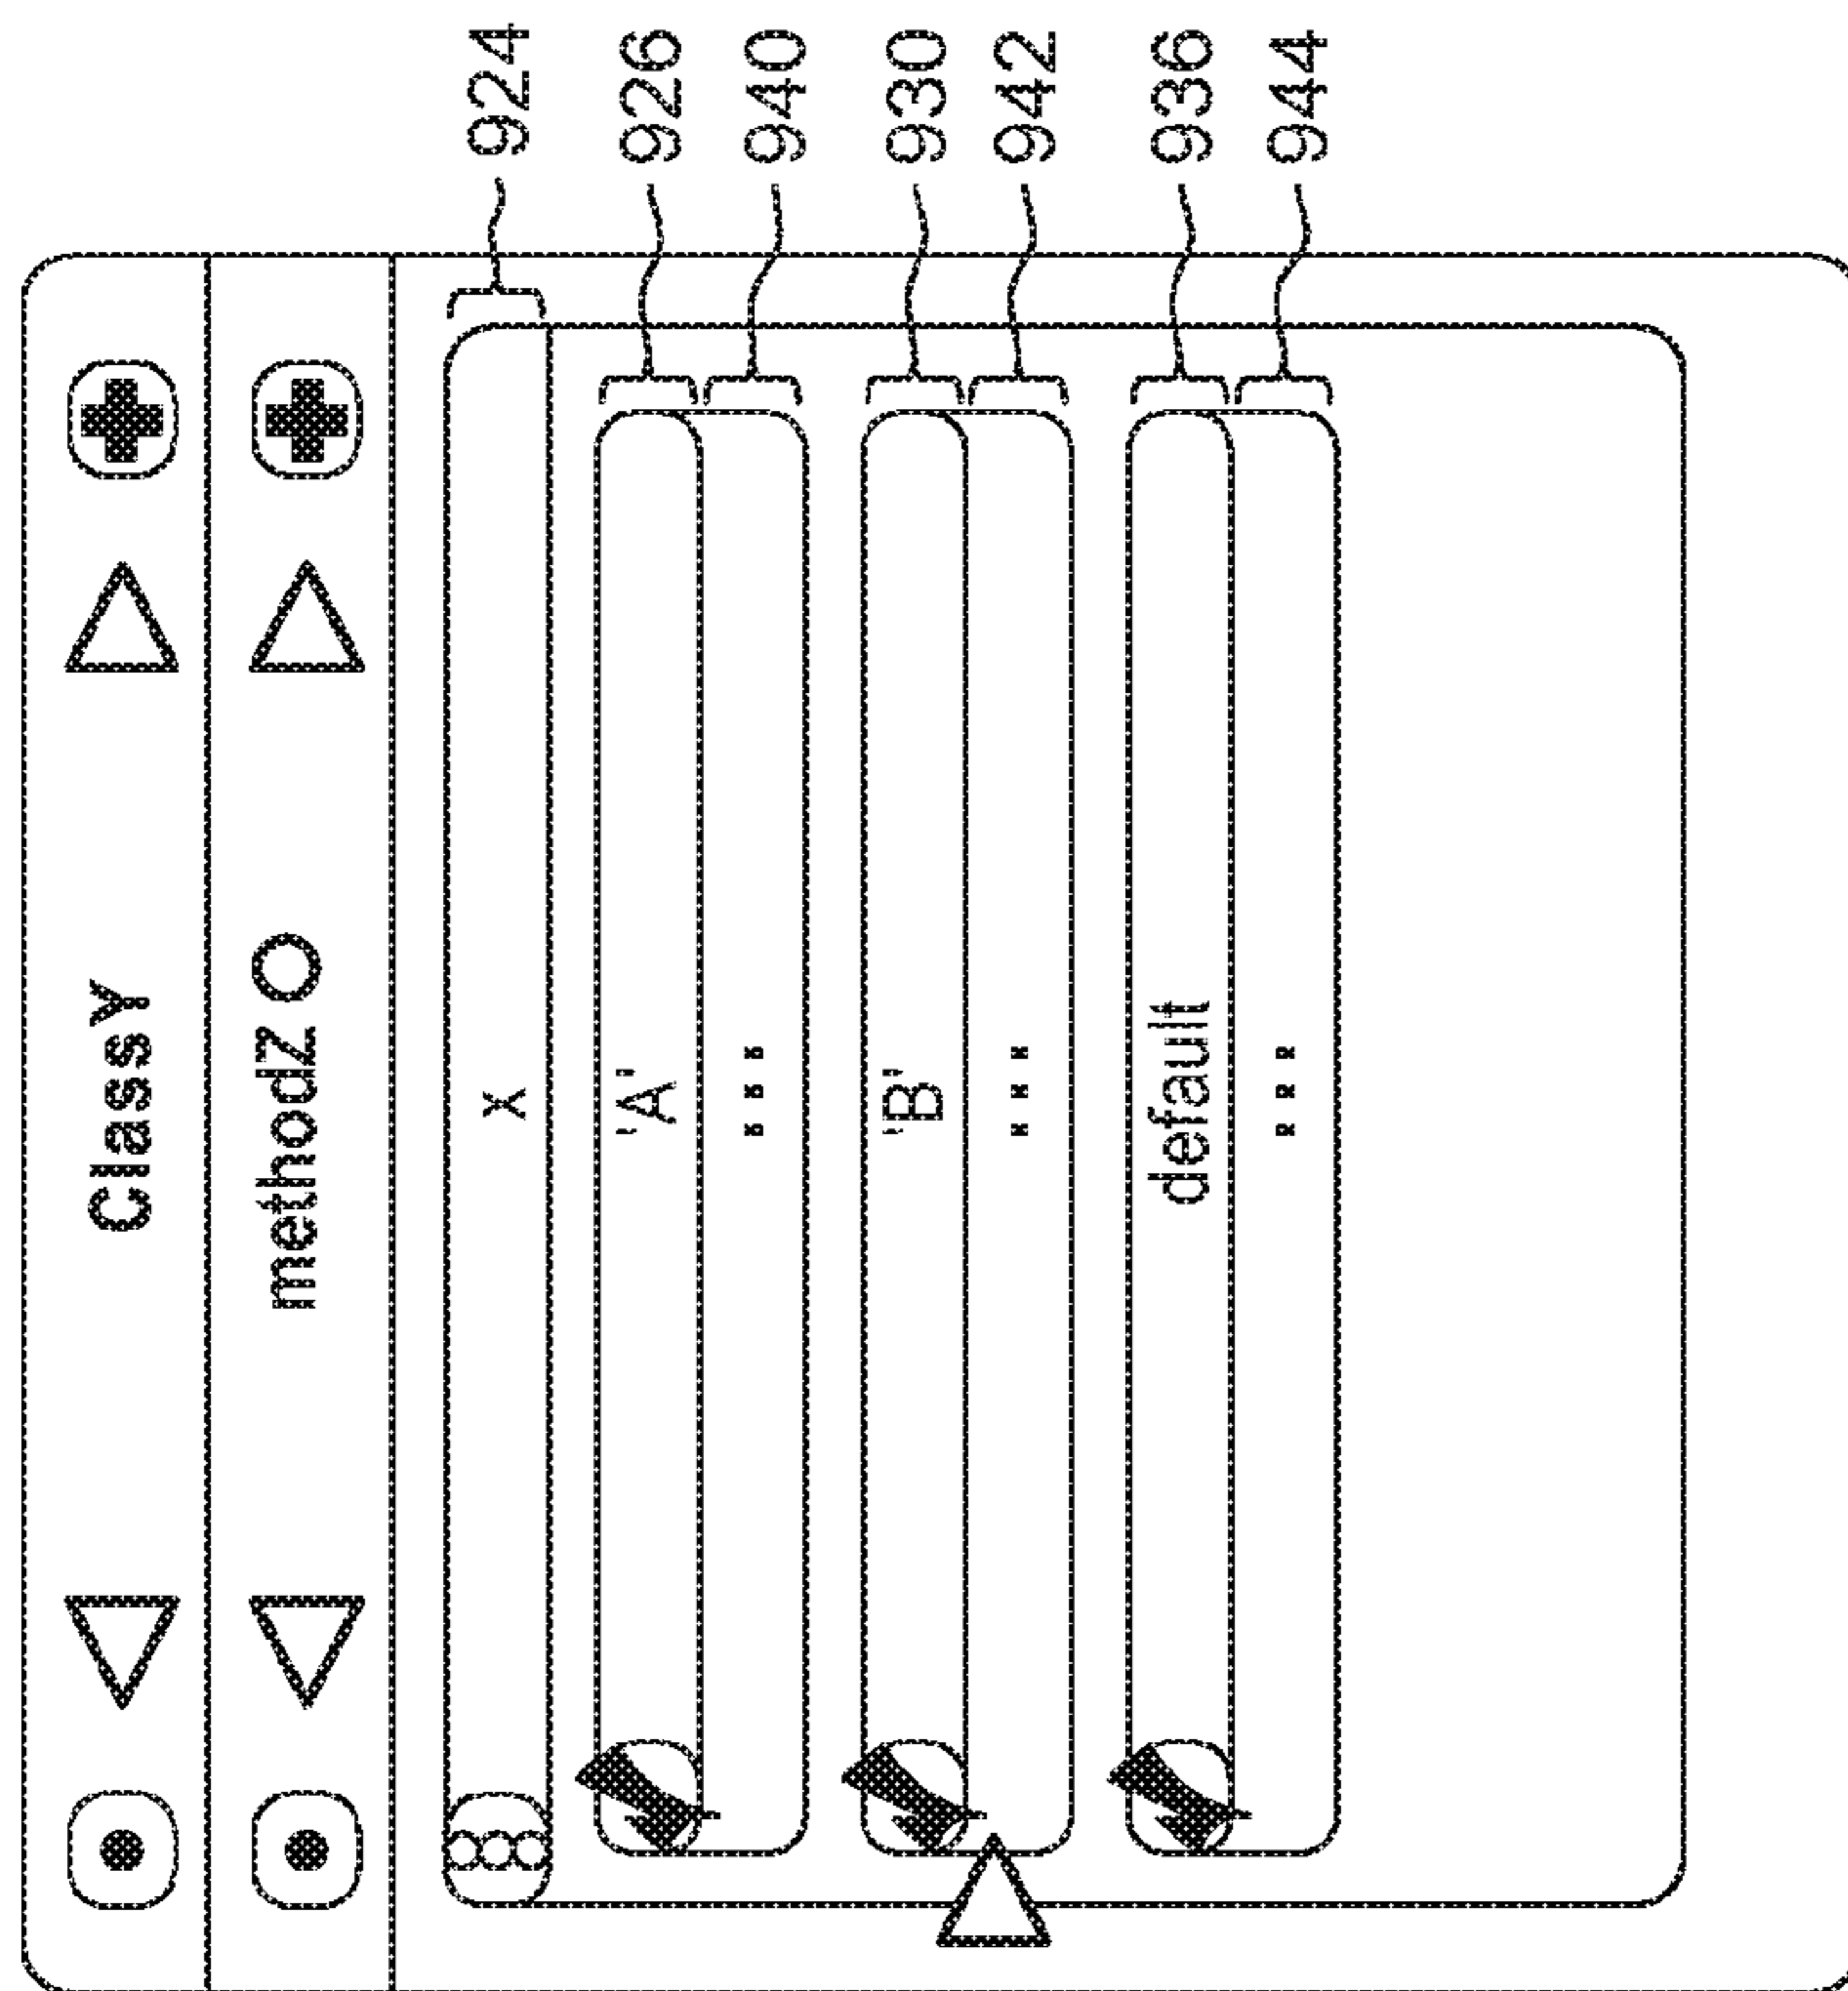 ClassY
methodZ ○
x 924
'A' 926
... 940
'B' 930
... 942
default 936
... 944